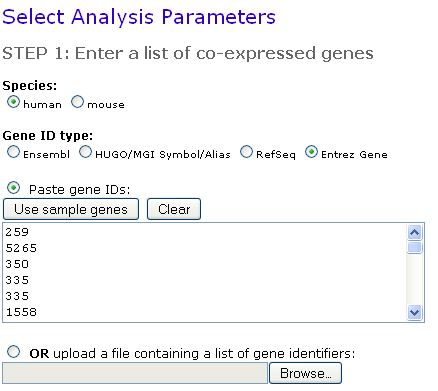 Select Analysis Parameters
STEP 1: Enter a list of co-expressed genes
Species:
human mouse
Gene ID type:
Ensembl HUGO/MGI Symbol/Alias RefSeq Entrez Gene
Paste gene IDs:
Use sample genes Clear
259
5265
350
335
335
1558
OR upload a file containing a list of gene identifiers:
Browse...